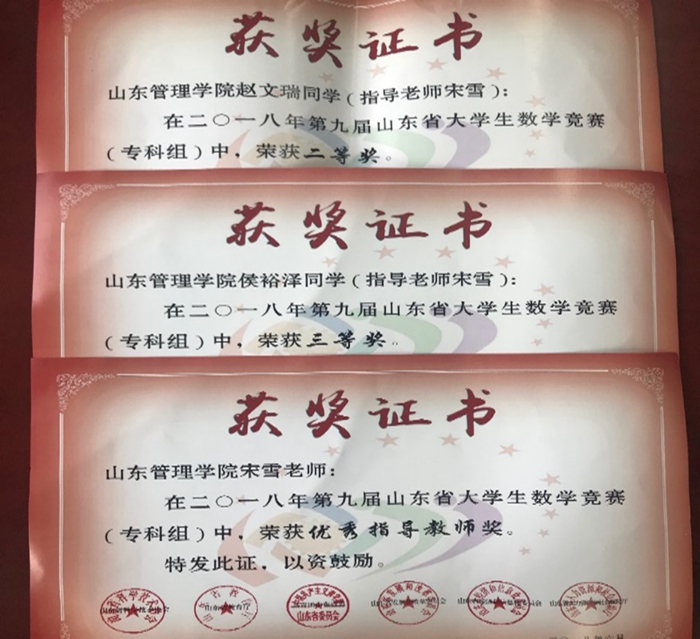 获奖证书
山东管理学院赵文瑞同学（指导老师宋雪）：
在二〇一八年第九届山东省大学生数学竞赛
（专科组）中，荣获二等奖。
获奖证书
山东管理学院侯裕泽同学（指导老师宋雪）：
在二〇一八年第九届山东省大学生数学竞赛
（专科组）中，荣获三等奖。
获奖证书
山东管理学院宋雪老师：
在二〇一八年第九届山东省大学生数学竞赛
（专科组）中，荣获优秀指导教师奖。
特发此证，以资鼓励。
山东省委员会